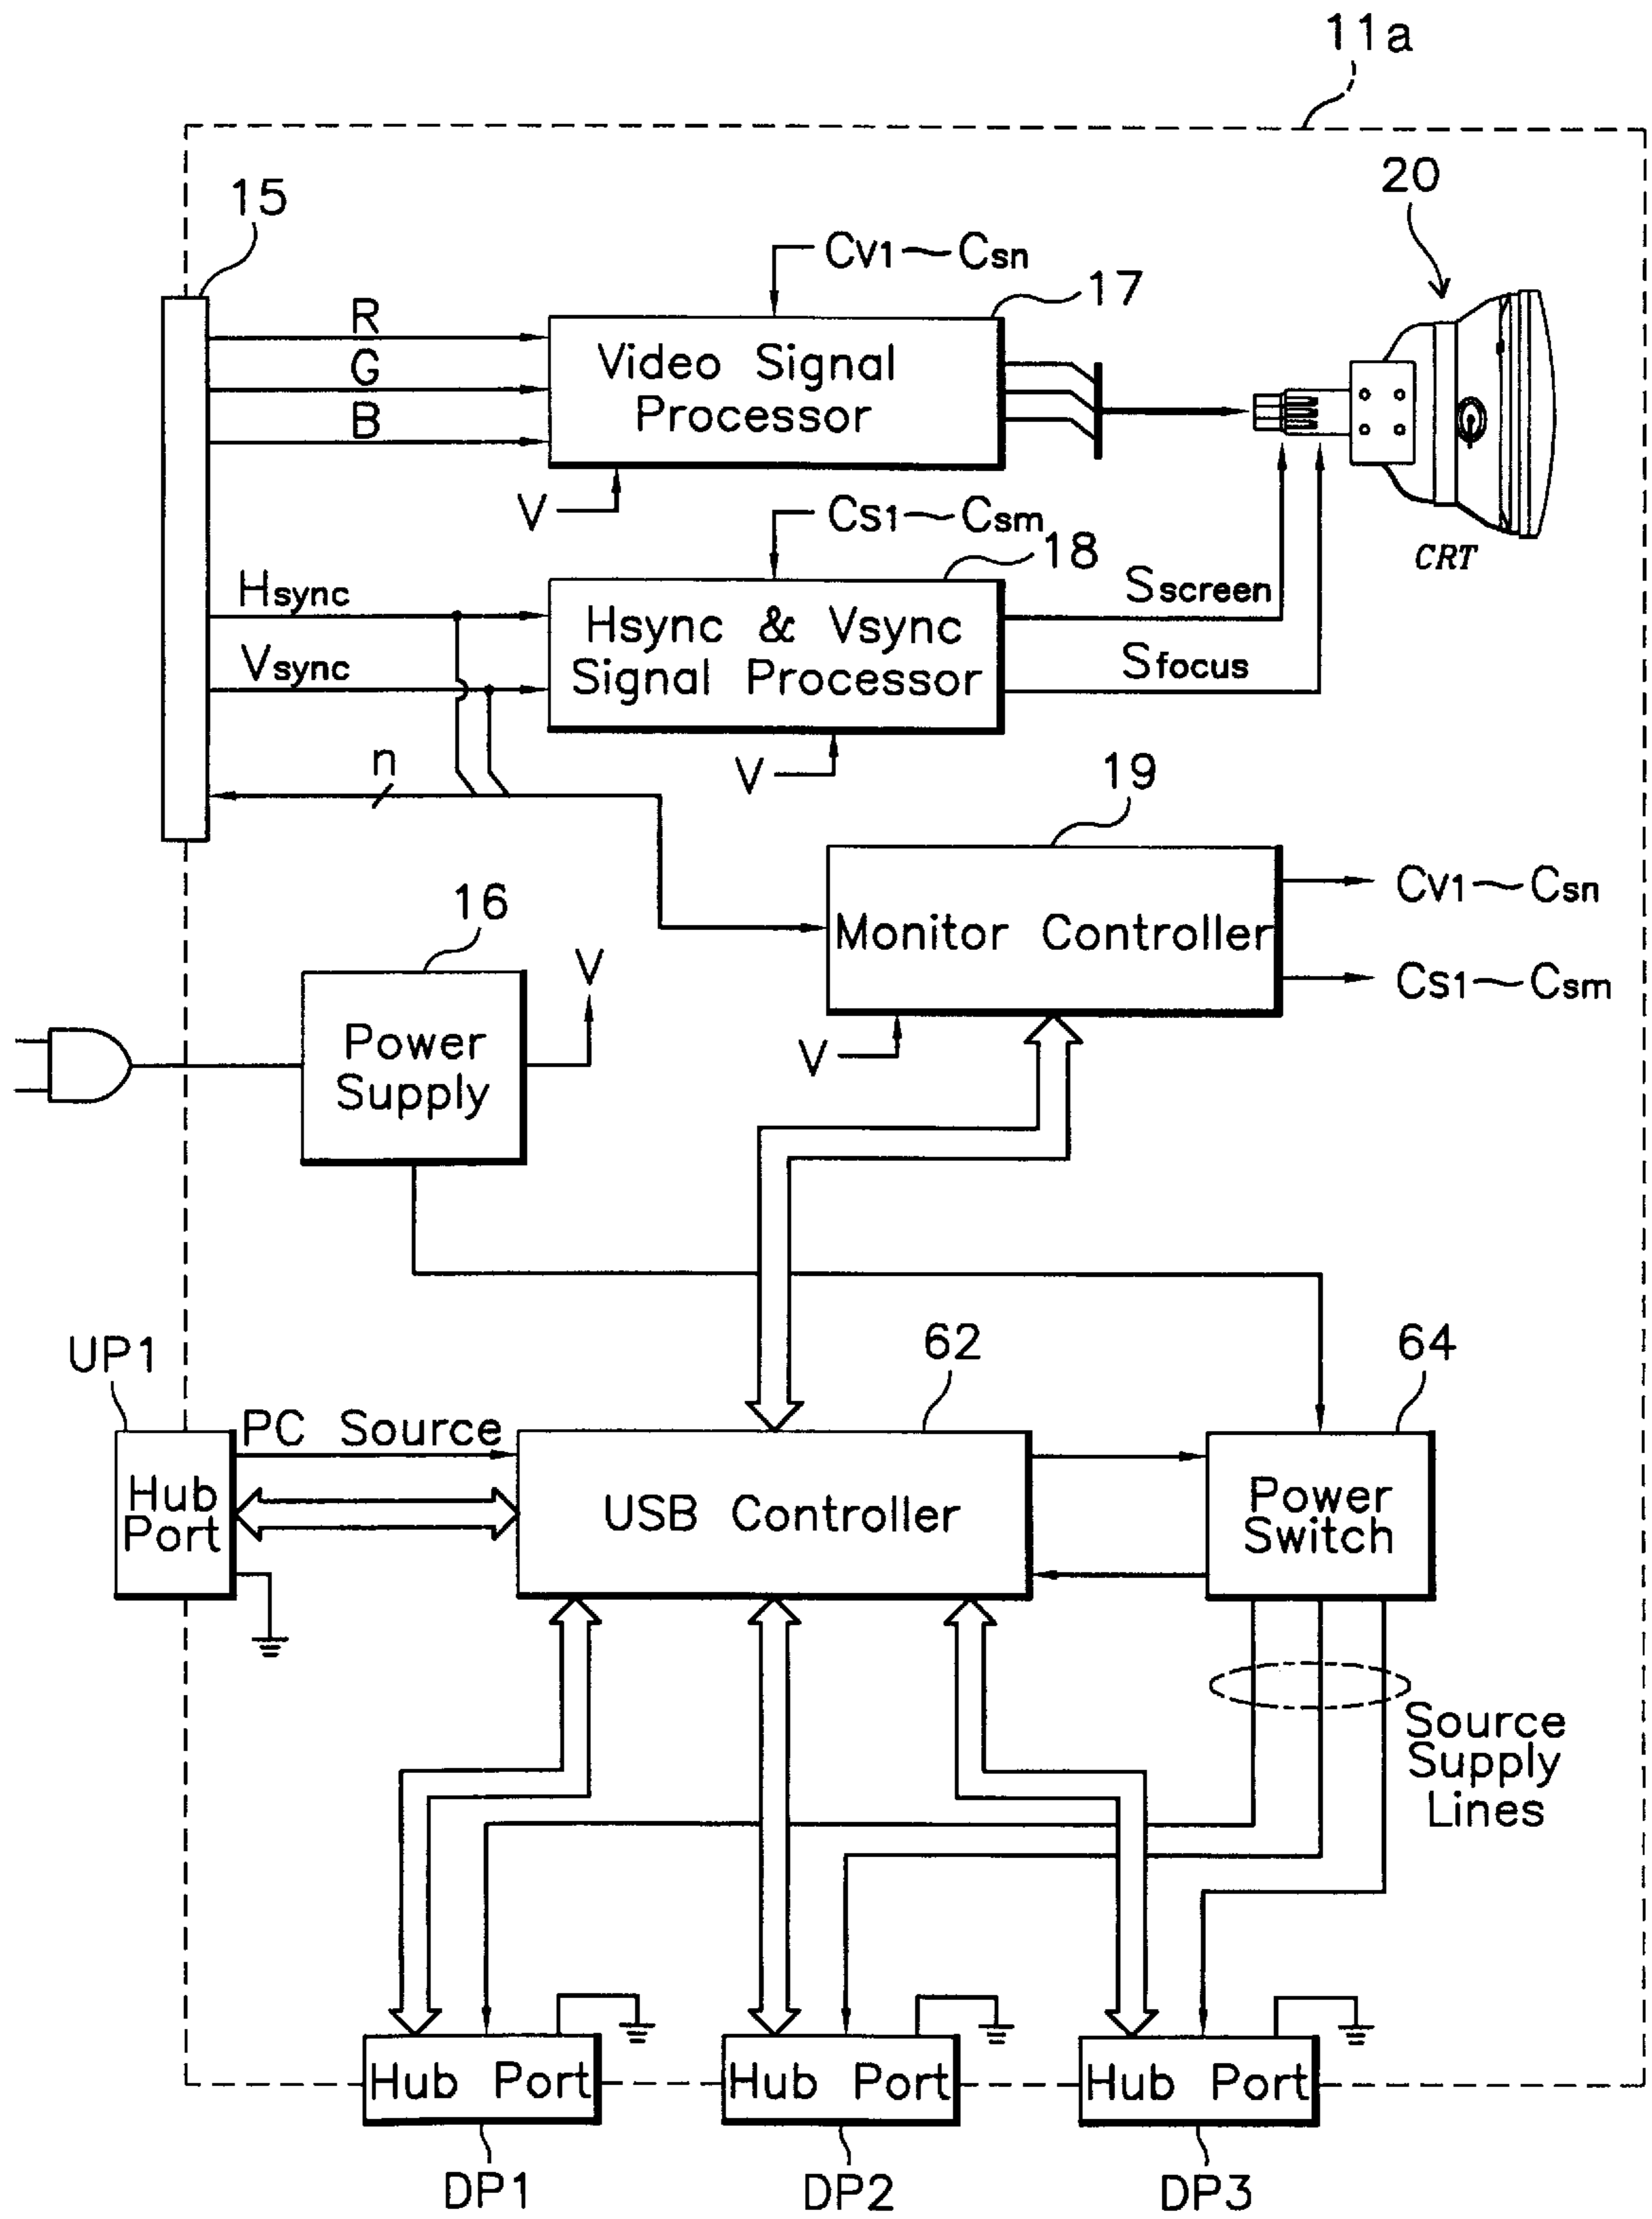 11a
20
15
Cv1~Csn
17
R
G
B
Video Signal
Processor
V
Cs1~Csm
18
CRT
Hsync
Vsync
Hsync & Vsync
Signal Processor
Sscreen
Sfocus
n
V
19
Monitor Controller
Cv1~Csn
Cs1~Csm
V
16
V
Power
Supply
UP1
62
64
PC Source
Hub
Port
USB Controller
Power
Switch
Source
Supply
Lines
Hub Port
Hub Port
Hub Port
DP1
DP2
DP3